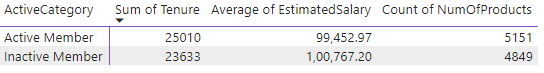 ActiveCategory Sum of Tenure Average of EstimatedSalary Count of NumOfProducts
Active Member 25010 99,452.97 5151
Inactive Member 23633 1,00,767.20 4849